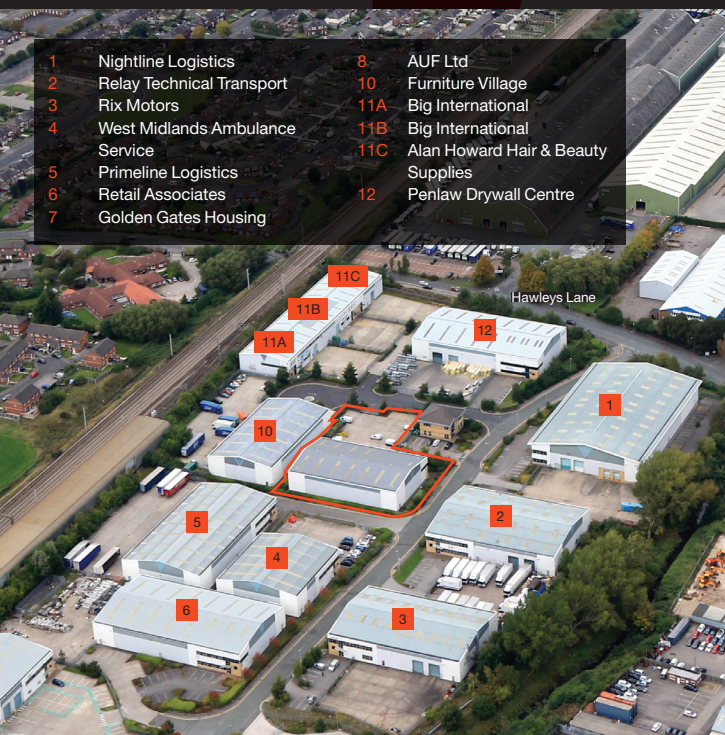 1 Nightline Logistics
2 Relay Technical Transport
3 Rix Motors
4 West Midlands Ambulance
Service
5 Primeline Logistics
6 Retail Associates
7 Golden Gates Housing
8 AUF Ltd
10 Furniture Village
11A Big International
11B Big International
11C Alan Howard Hair & Beauty
Supplies
12 Penlaw Drywall Centre
11C
Hawleys Lane
11B
12
11A
1
10
2
5
4
6
3